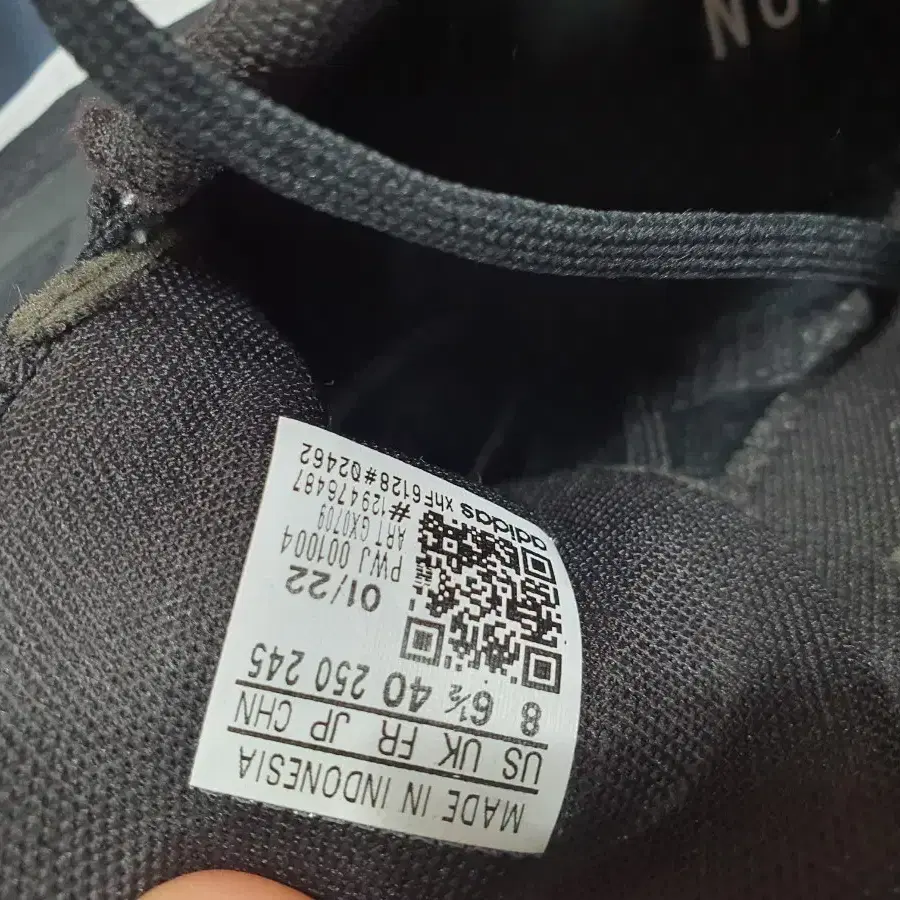 MADE IN INDONESIA
US UK FR JP CHN
8 6½ 40 250 245
01/22
PWJ 001004
ART GX0709
#129476487
adidas xhF6128#02462